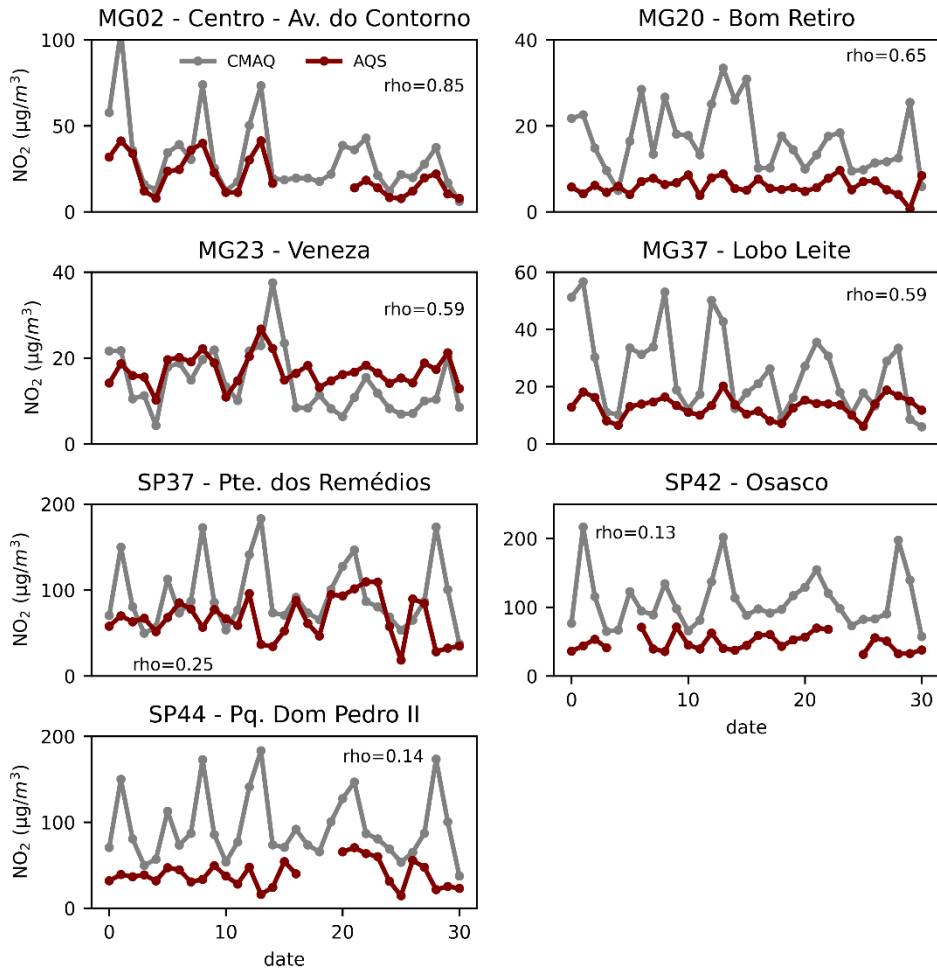 MG02 - Centro - Av. do Contorno
100
50
0
NO₂ (µg/m³)
CMAQ
AQS
rho=0.85
MG20 - Bom Retiro
40
20
0
rho=0.65
MG23 - Veneza
40
20
0
NO₂ (µg/m³)
rho=0.59
MG37 - Lobo Leite
60
40
20
0
rho=0.59
SP37 - Pte. dos Remédios
200
100
0
NO₂ (µg/m³)
rho=0.25
SP42 - Osasco
200
100
0
rho=0.13
0 10 20 30
date
SP44 - Pq. Dom Pedro II
200
100
0
NO₂ (µg/m³)
rho=0.14
0 10 20 30
date